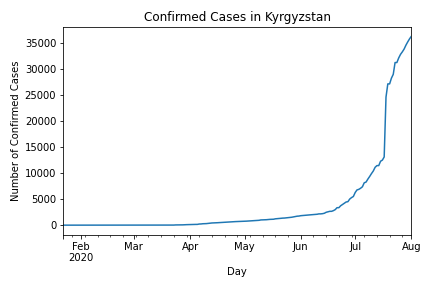 Confirmed Cases in Kyrgyzstan
Number of Confirmed Cases
35000
30000
25000
20000
15000
10000
5000
0
Feb
2020
Mar
Apr
May
Jun
Jul
Aug
Day